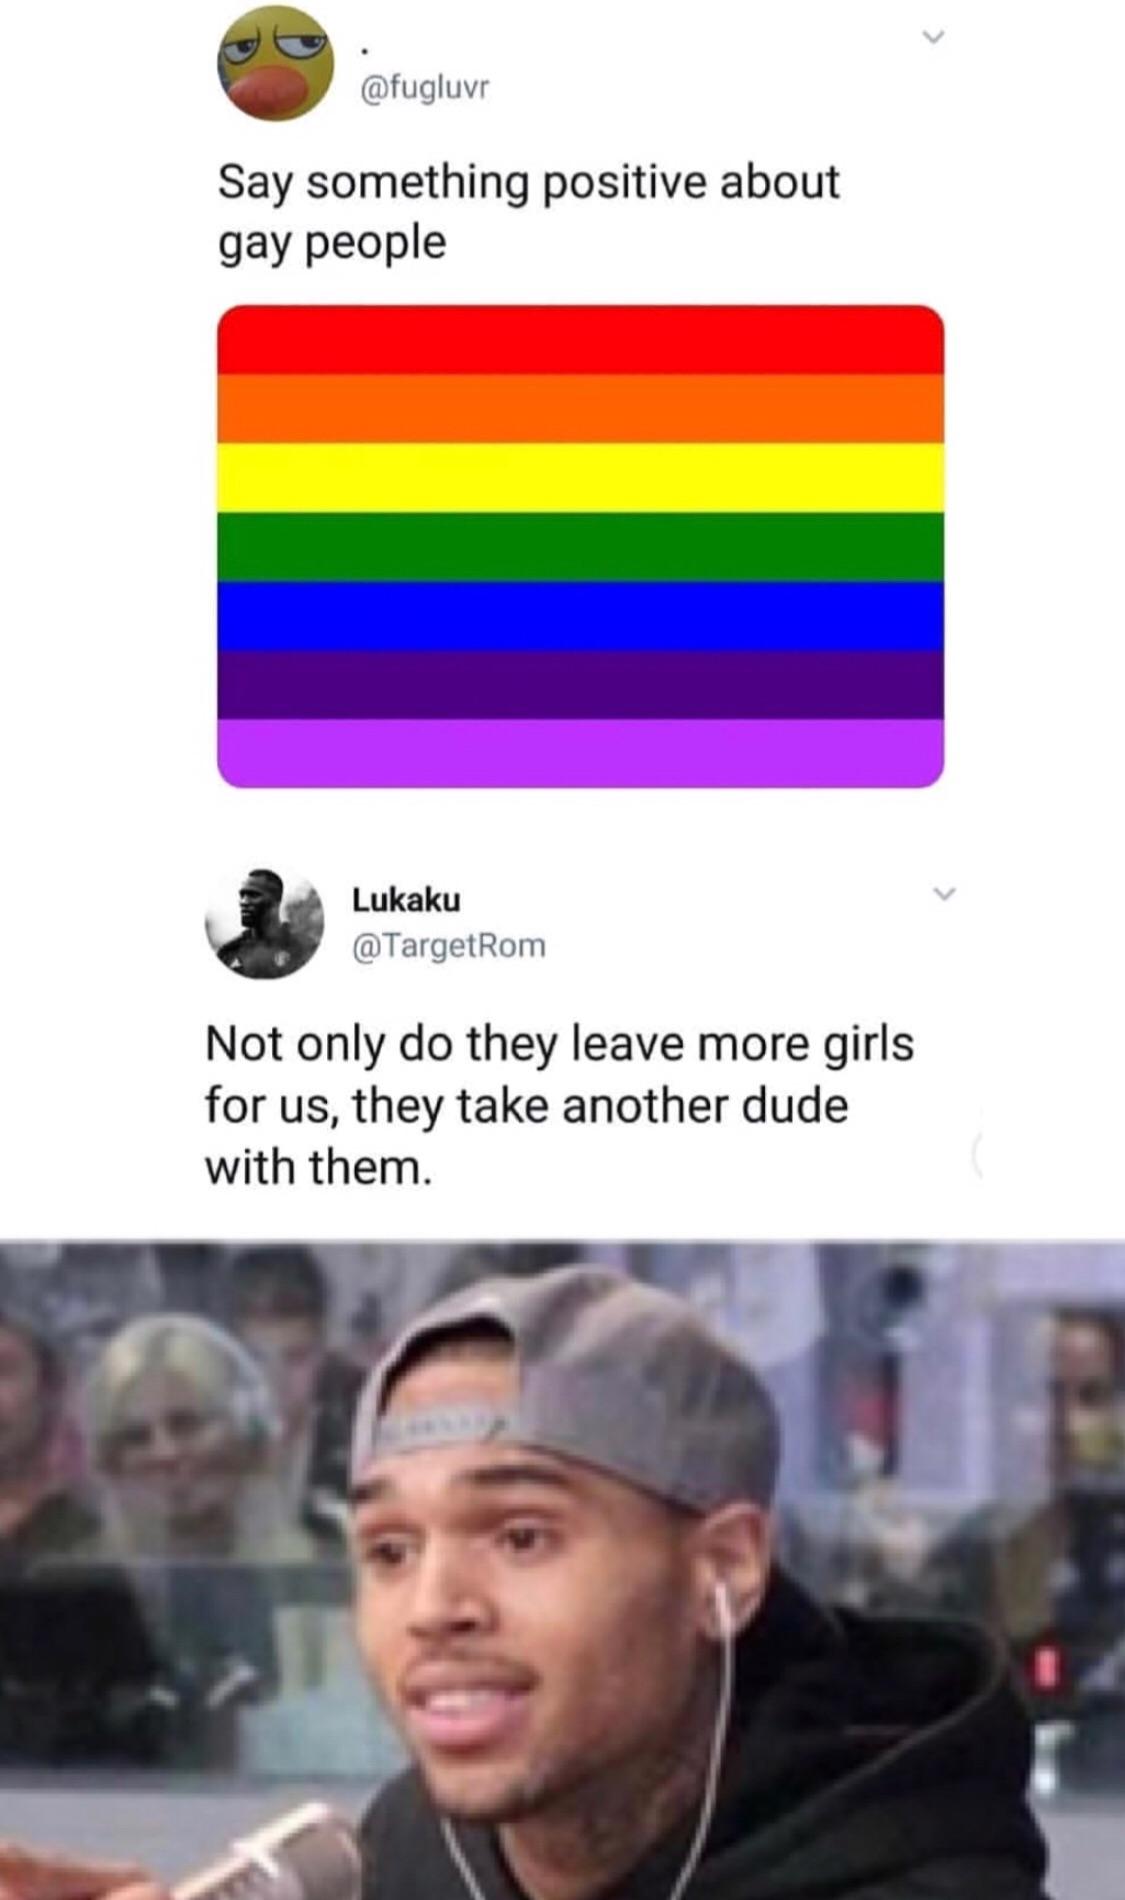 .
@fugluvr
Say something positive about
gay people
Lukaku
@TargetRom
Not only do they leave more girls
for us, they take another dude
with them.